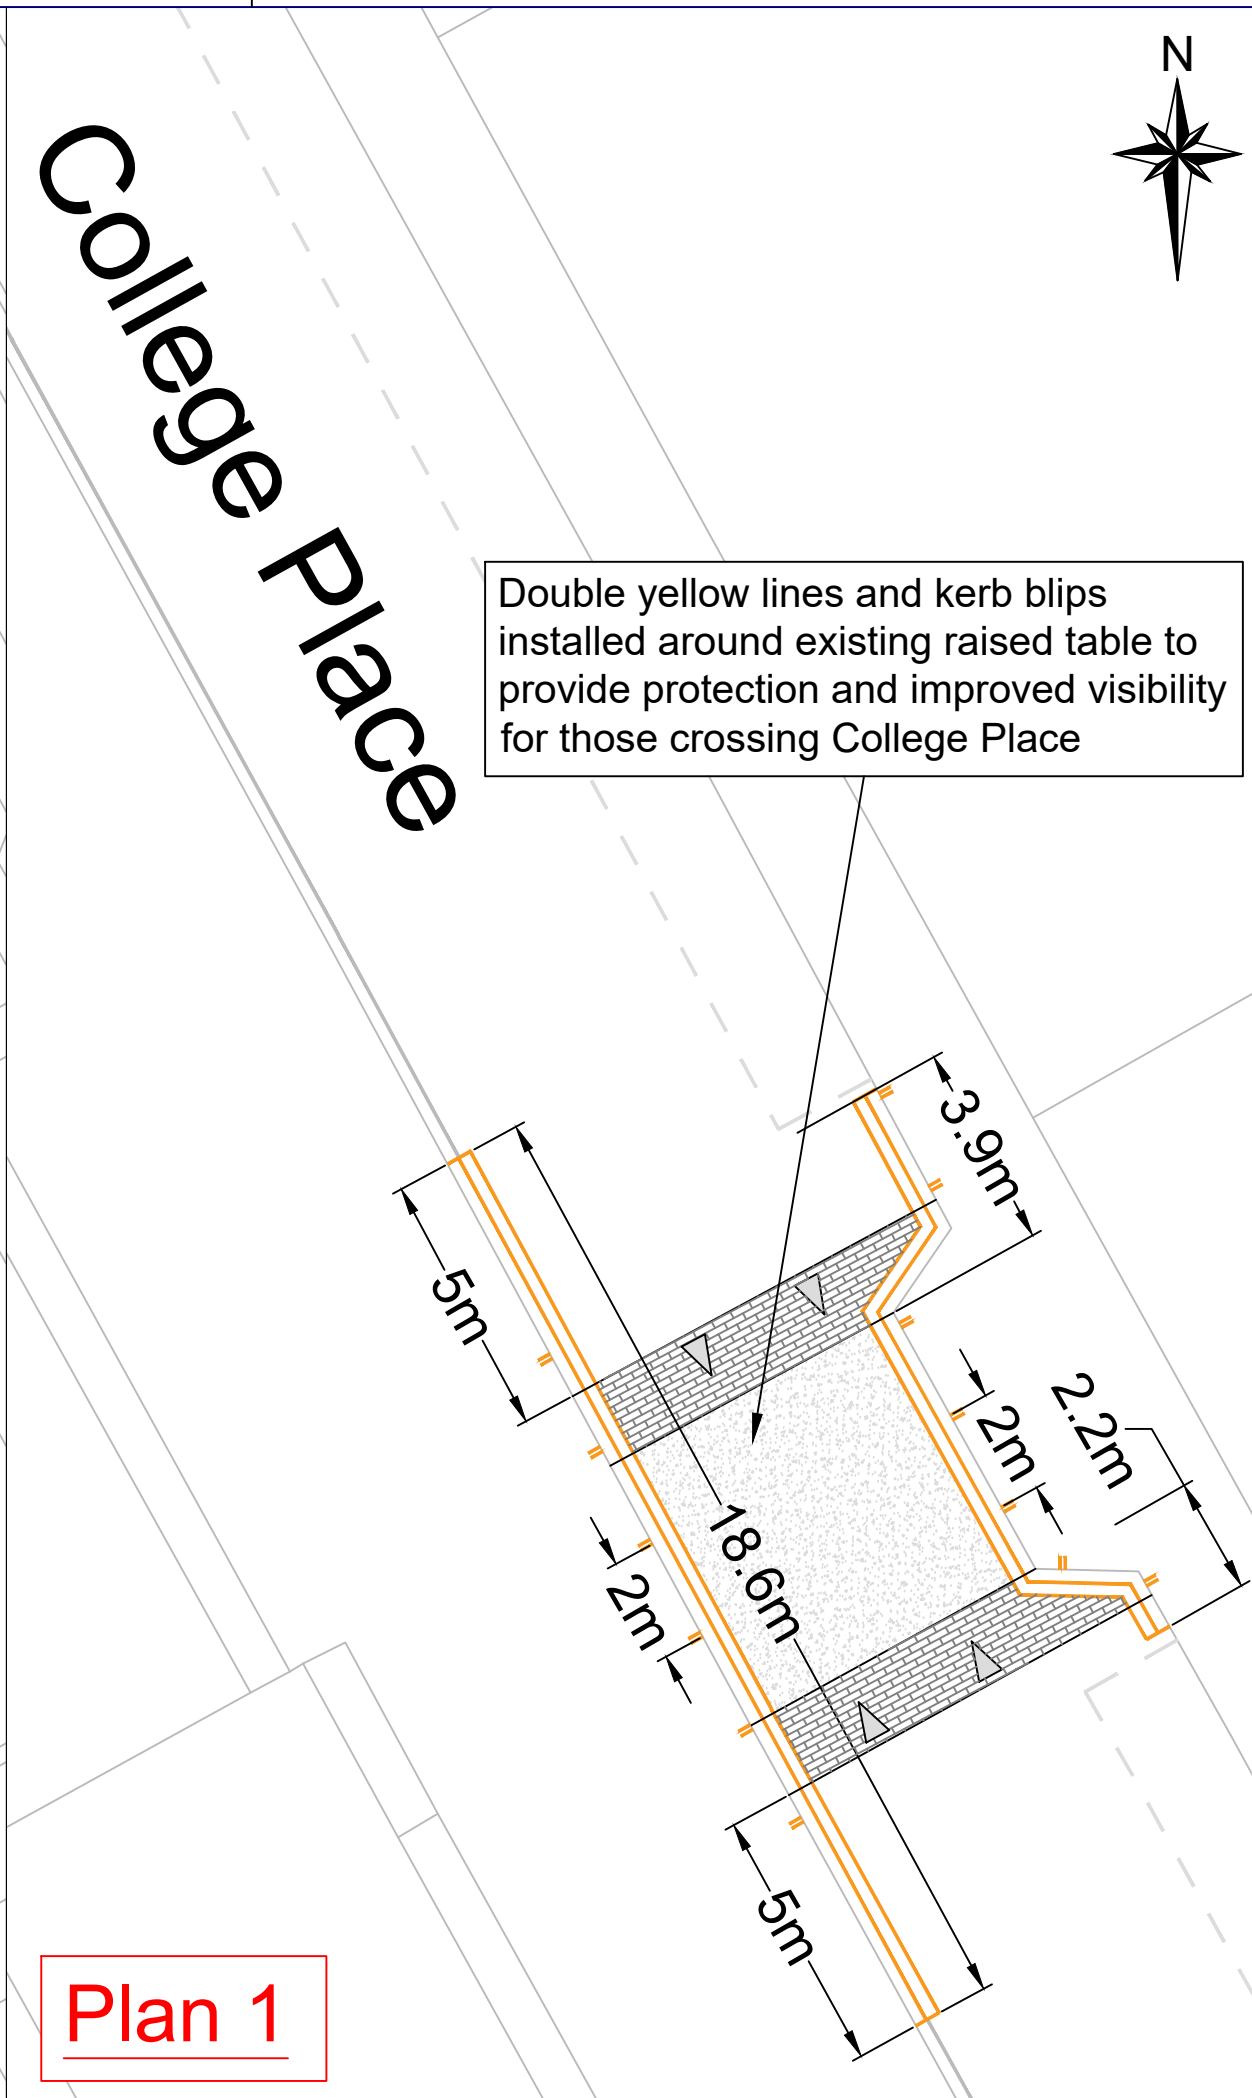 N
College Place
Double yellow lines and kerb blips
installed around existing raised table to
provide protection and improved visibility
for those crossing College Place
3.9m
5m
2m
2.2m
18.6m
2m
5m
Plan 1